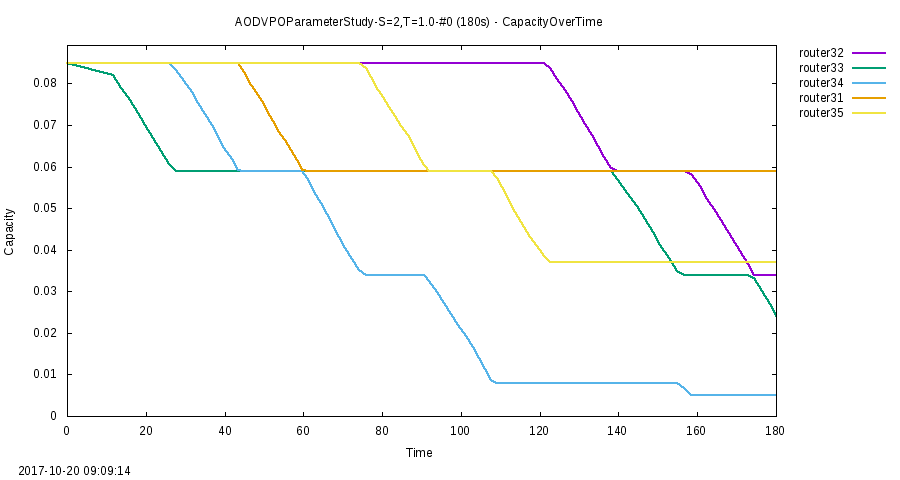 AODVPOParameterStudy-S=2,T=1.0-#0 (180s) - CapacityOverTime
router32
router33
router34
router31
router35
0.08
0.07
0.06
0.05
0.04
0.03
0.02
0.01
0
Capacity
0 20 40 60 80 100 120 140 160 180
Time
2017-10-20 09:09:14